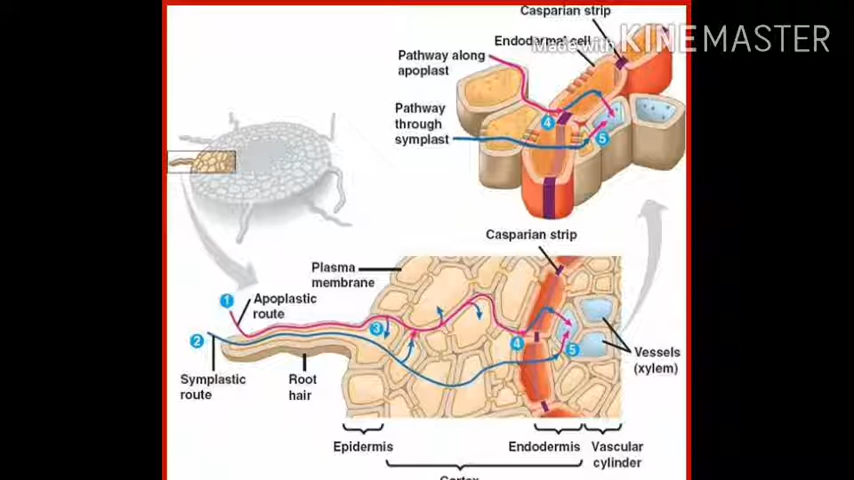 Casparian strip
Endodermal cell
Made with KINEMASTER
Pathway along
apoplast
Pathway
through
symplast
4
5
Casparian strip
Plasma
membrane
1
Apoplastic
route
2
3
4
5
Vessels
(xylem)
Symplastic
route
Root
hair
Epidermis
Endodermis
Vascular
cylinder
Cortex